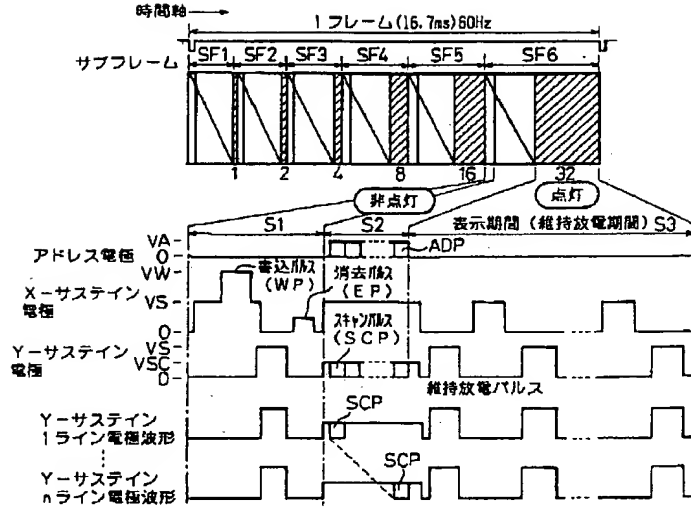 時間軸
1フレーム(16.7ms)60Hz
サブフレーム
SF1 SF2 SF3 SF4 SF5 SF6
1 2 4 8 16 32
非点灯 点灯
S1 S2 表示期間(維持放電期間) S3
アドレス電極 VA 0 ADP
X-サステイン電極 VW VS 0
書込パルス(WP)
消去パルス(EP)
Y-サステイン電極 VS VSC 0
スキャンパルス(SCP)
維持放電パルス
Y-サステイン
1ライン電極波形
SCP
Y-サステイン
nライン電極波形
SCP